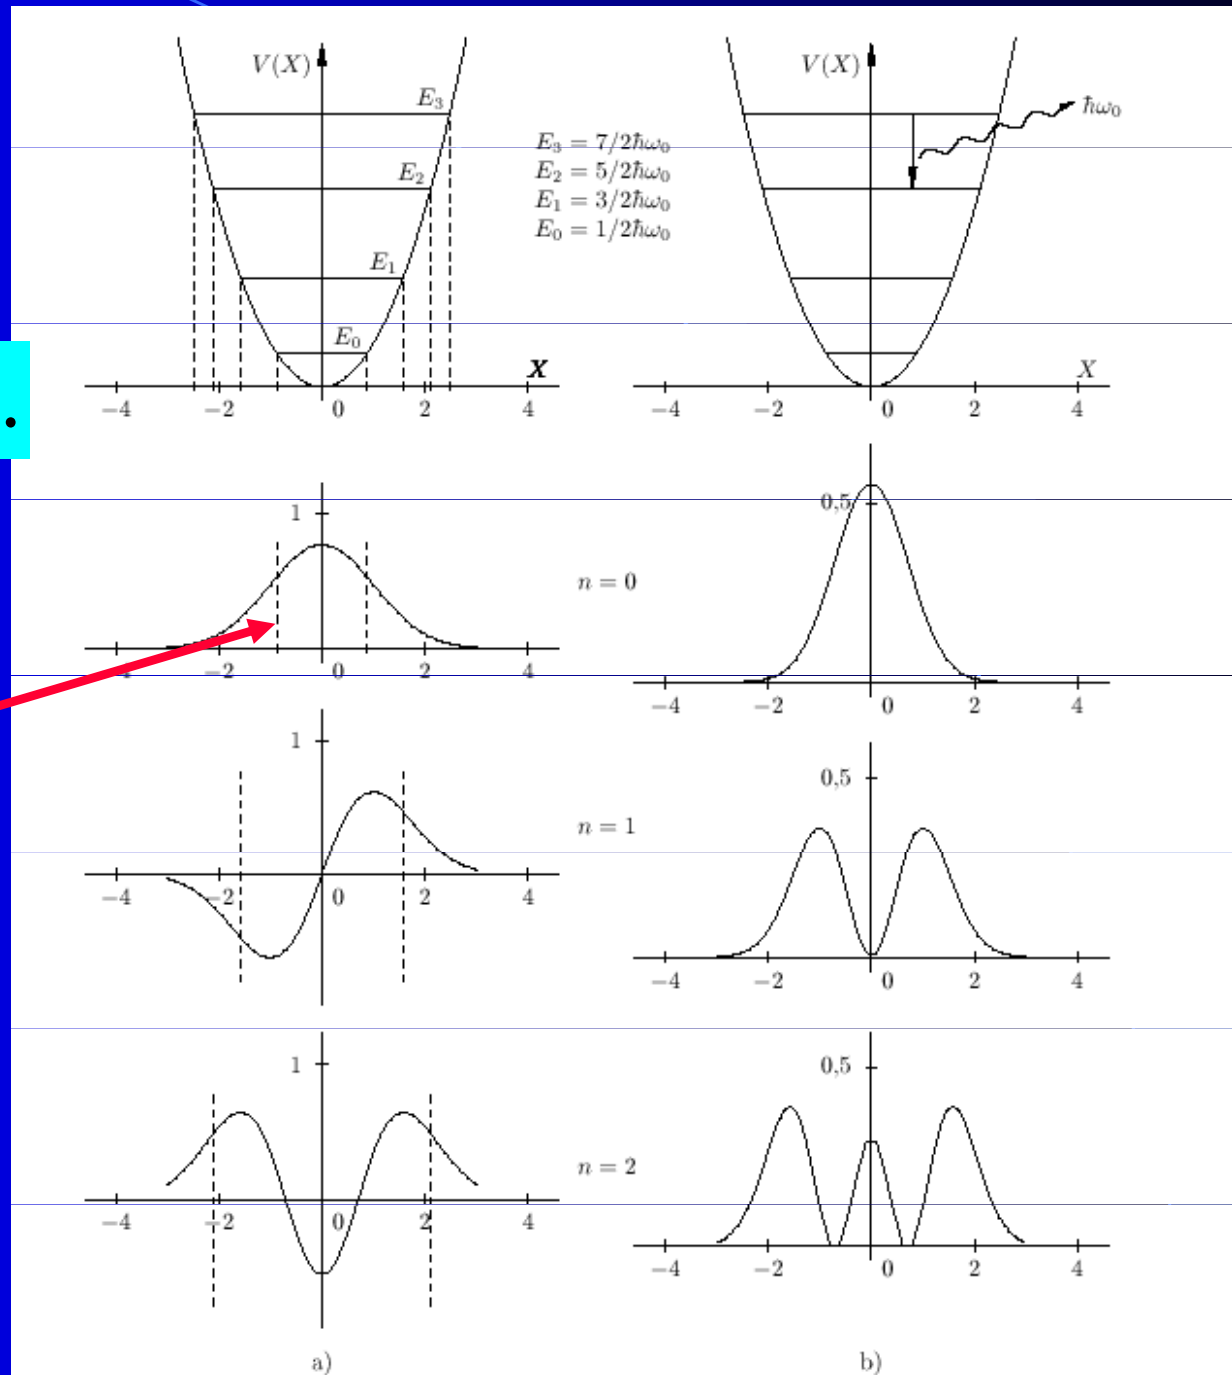 V(X)
E₃
E₂
E₁
E₀
X
−4 −2 0 2 4
E₃ = 7/2ℏω₀
E₂ = 5/2ℏω₀
E₁ = 3/2ℏω₀
E₀ = 1/2ℏω₀
V(X)
ℏω₀
X
−4 −2 0 2 4
•
1
−4 −2 0 2 4
n = 0
0,5
−4 −2 0 2 4
1
−4 −2 0 2 4
n = 1
0,5
−4 −2 0 2 4
1
−4 −2 0 2 4
n = 2
0,5
−4 −2 0 2 4
a)
b)